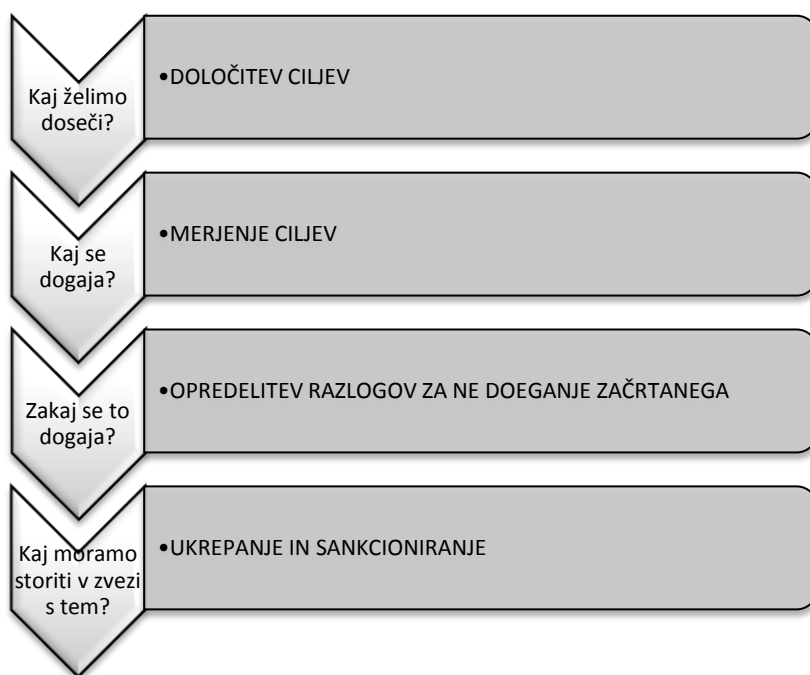 Kaj želimo
doseči?
•DOLOČITEV CILJEV
Kaj se
dogaja?
•MERJENJE CILJEV
Zakaj se to
dogaja?
•OPREDELITEV RAZLOGOV ZA NE DOEGANJE ZAČRTANEGA
Kaj moramo
storiti v zvezi
s tem?
•UKREPANJE IN SANKCIONIRANJE